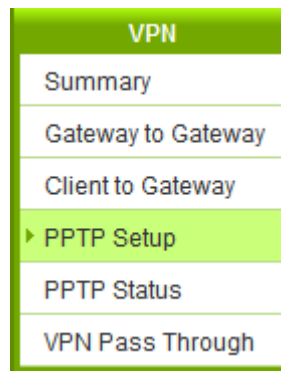 VPN
Summary
Gateway to Gateway
Client to Gateway
PPTP Setup
PPTP Status
VPN Pass Through